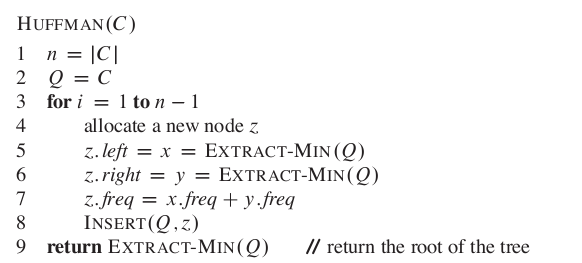 HUFFMAN(C)
1 n = |C|
2 Q = C
3 for i = 1 to n − 1
4 allocate a new node z
5 z.left = x = EXTRACT-MIN(Q)
6 z.right = y = EXTRACT-MIN(Q)
7 z.freq = x.freq + y.freq
8 INSERT(Q, z)
9 return EXTRACT-MIN(Q) // return the root of the tree